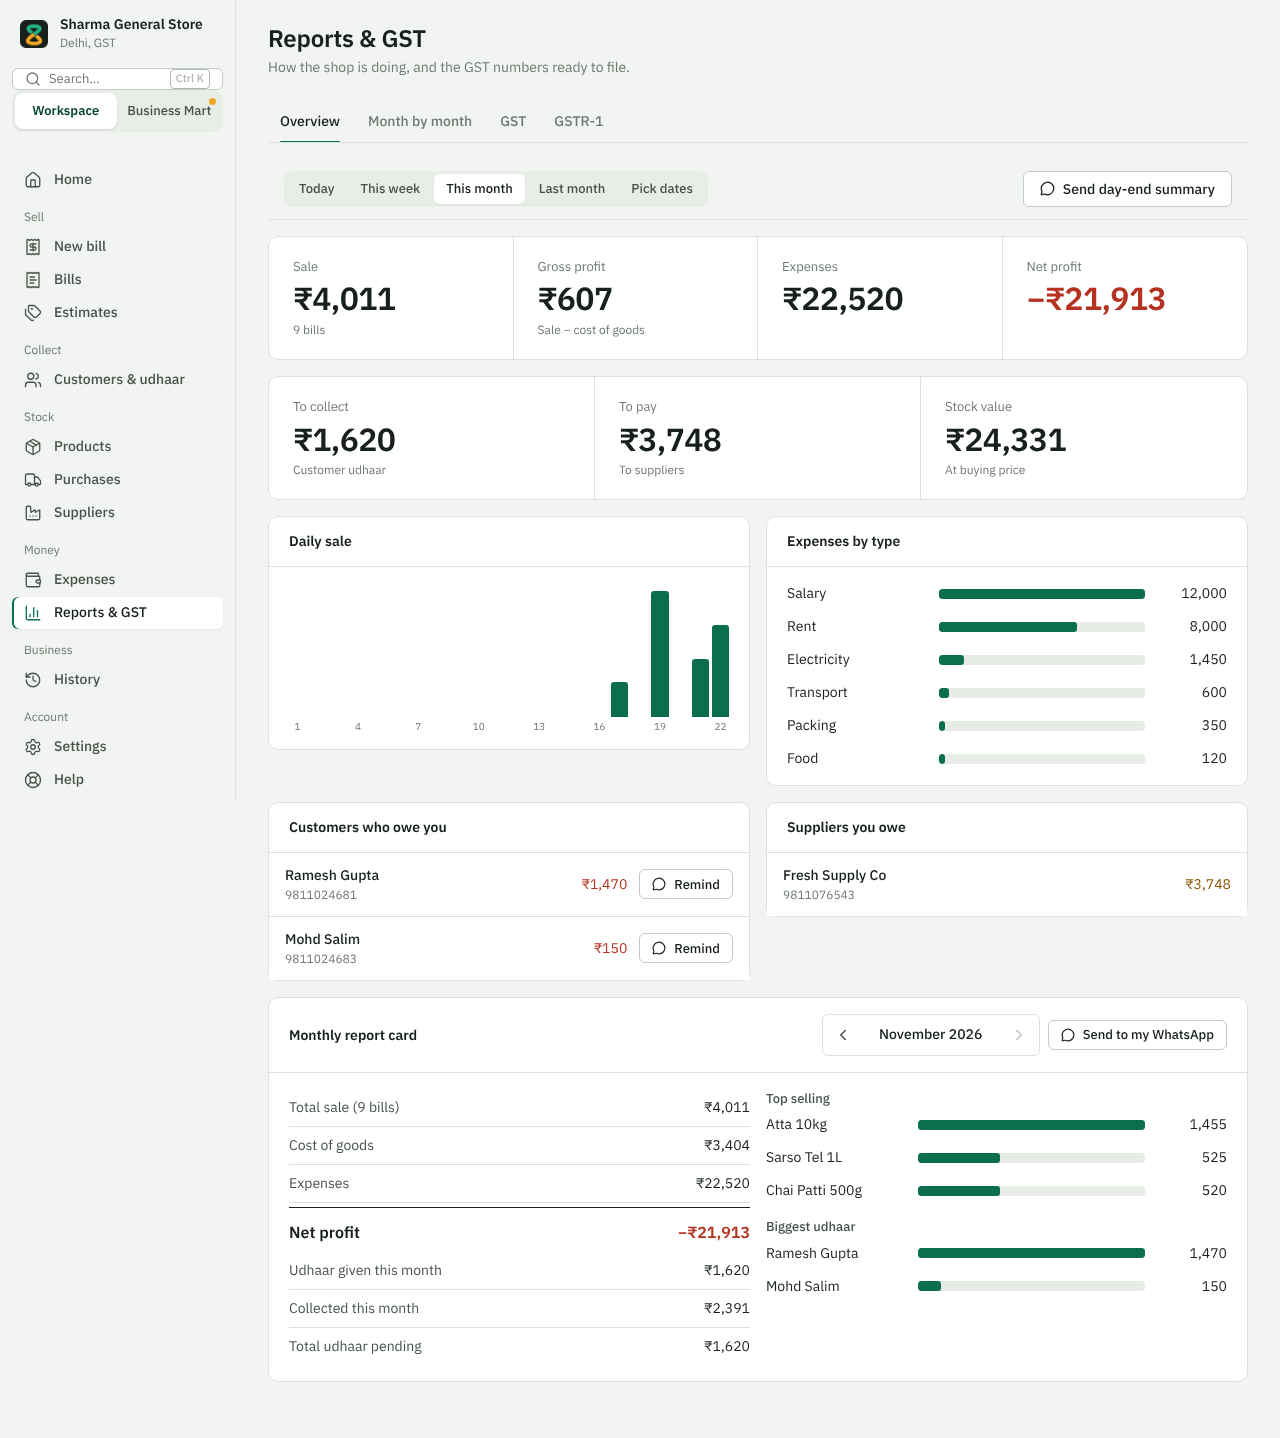 Sharma General Store
Delhi, GST
Search...
Ctrl K
Workspace
Business Mart
Home
Sell
New bill
Bills
Estimates
Collect
Customers & udhaar
Stock
Products
Purchases
Suppliers
Money
Expenses
Reports & GST
Business
History
Account
Settings
Help
Reports & GST
How the shop is doing, and the GST numbers ready to file.
Overview
Month by month
GST
GSTR-1
Today
This week
This month
Last month
Pick dates
Send day-end summary
Sale
₹4,011
9 bills
Gross profit
₹607
Sale – cost of goods
Expenses
₹22,520
Net profit
−₹21,913
To collect
₹1,620
Customer udhaar
To pay
₹3,748
To suppliers
Stock value
₹24,331
At buying price
Daily sale
1 4 7 10 13 16 19 22
Expenses by type
Salary 12,000
Rent 8,000
Electricity 1,450
Transport 600
Packing 350
Food 120
Customers who owe you
Ramesh Gupta
9811024681
₹1,470
Remind
Mohd Salim
9811024683
₹150
Remind
Suppliers you owe
Fresh Supply Co
9811076543
₹3,748
Monthly report card
November 2026
Send to my WhatsApp
Total sale (9 bills) ₹4,011
Cost of goods ₹3,404
Expenses ₹22,520
Net profit −₹21,913
Udhaar given this month ₹1,620
Collected this month ₹2,391
Total udhaar pending ₹1,620
Top selling
Atta 10kg 1,455
Sarso Tel 1L 525
Chai Patti 500g 520
Biggest udhaar
Ramesh Gupta 1,470
Mohd Salim 150